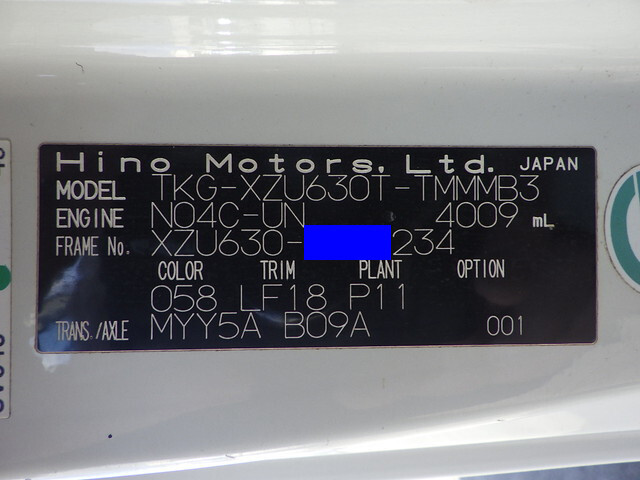 Hino Motors, Ltd. JAPAN
MODEL TKG-XZU630T-TMMMB3
ENGINE N04C-UN 4009 mL
FRAME No. XZU630- 234
COLOR TRIM PLANT OPTION
058 LF18 P11
TRANS./AXLE MYY5A B09A 001